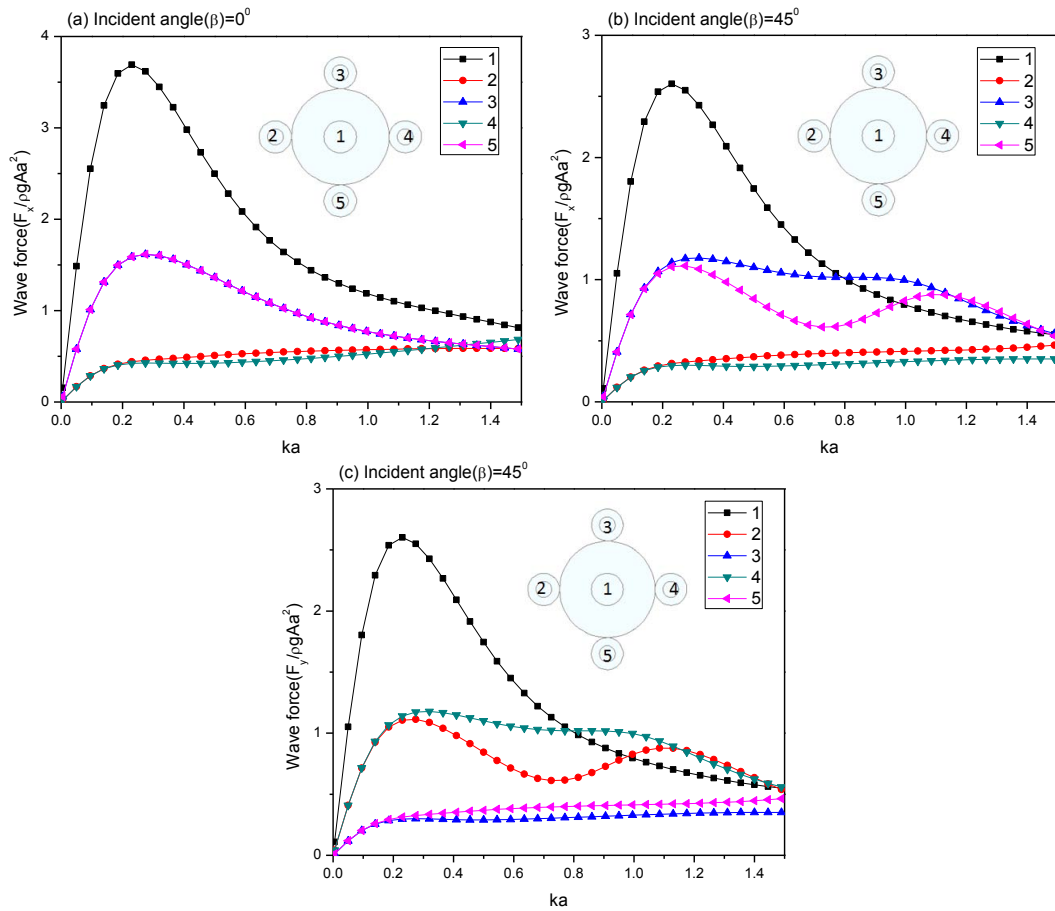 (a) Incident angle(β)=0⁰
Wave force(Fₓ/ρgAa²)
4
3
2
1
0
0.0 0.2 0.4 0.6 0.8 1.0 1.2 1.4
ka
1
2
3
4
5
3
2 1 4
5
(b) Incident angle(β)=45⁰
Wave force(Fₓ/ρgAa²)
3
2
1
0
0.0 0.2 0.4 0.6 0.8 1.0 1.2 1.4
ka
1
2
3
4
5
3
2 1 4
5
(c) Incident angle(β)=45⁰
Wave force(F_y/ρgAa²)
3
2
1
0
0.0 0.2 0.4 0.6 0.8 1.0 1.2 1.4
ka
1
2
3
4
5
3
2 1 4
5